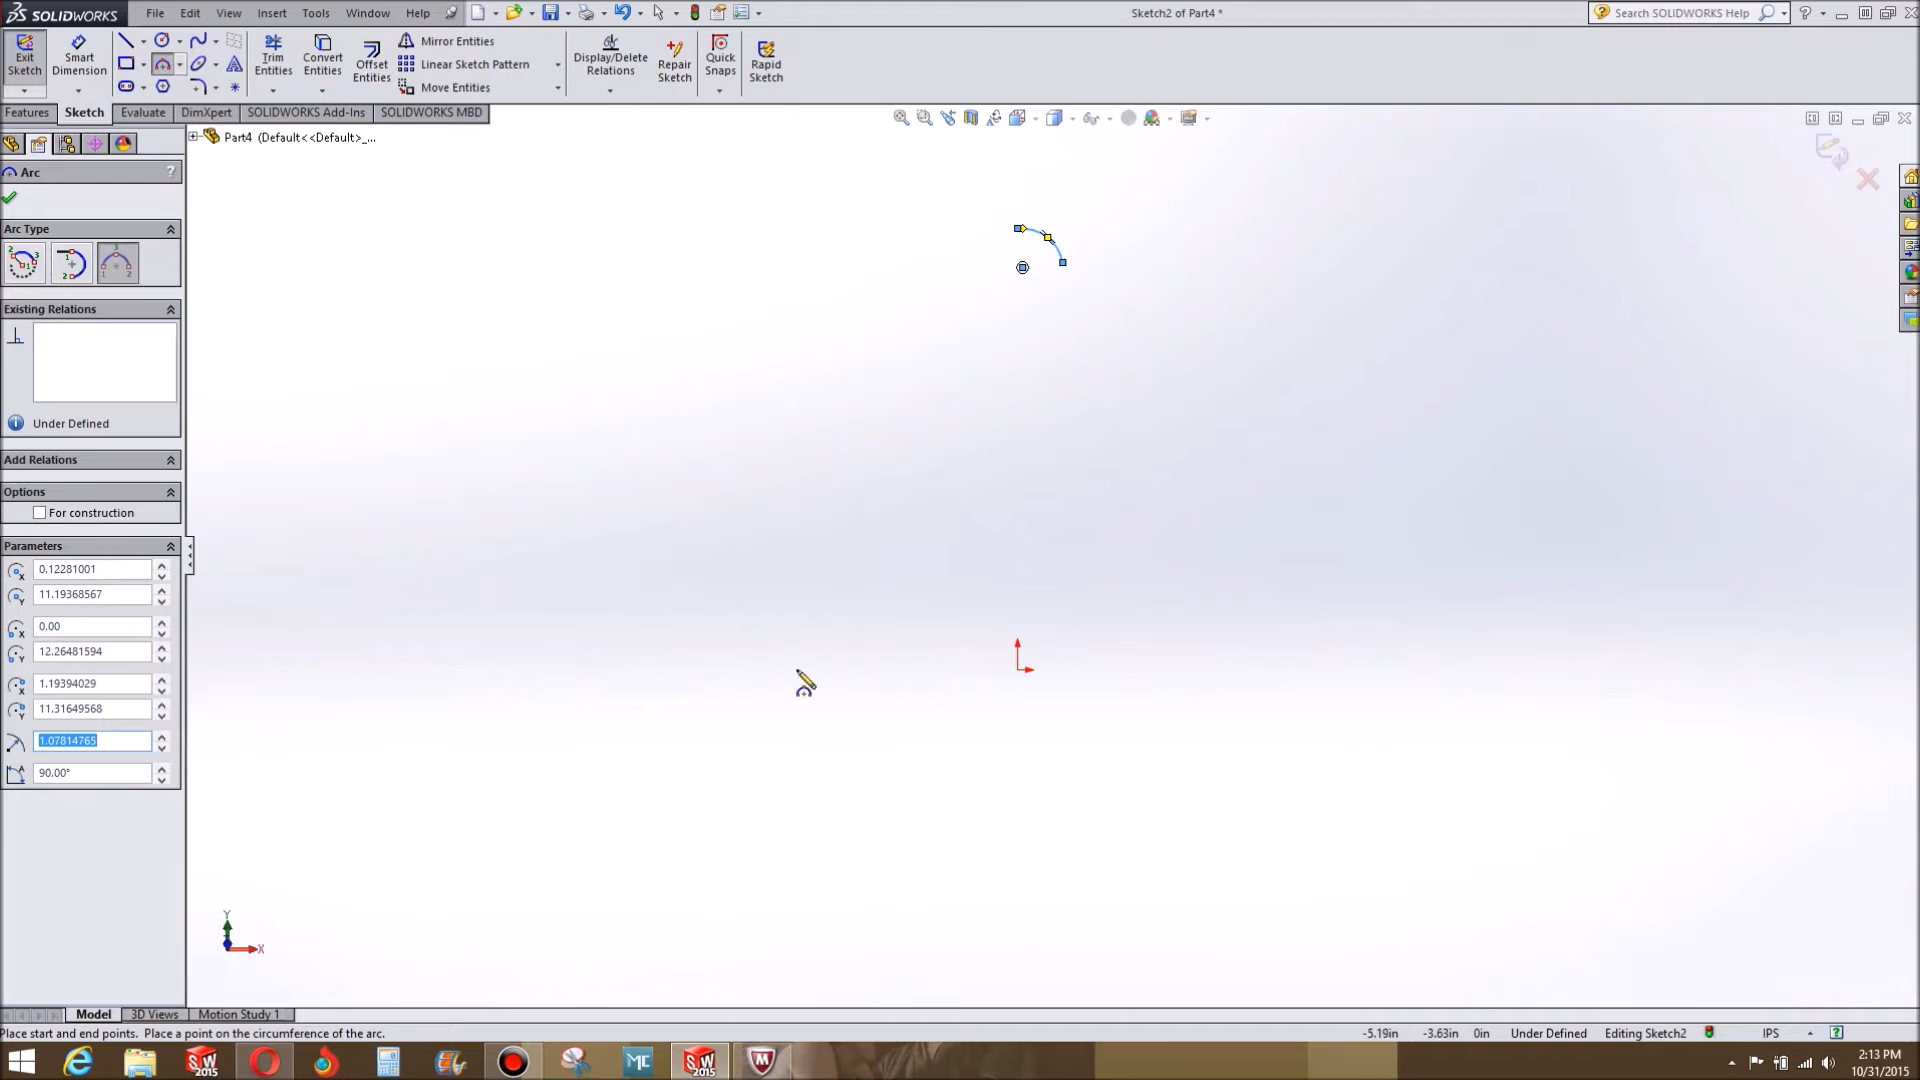 SOLIDWORKS File Edit View Insert Tools Window Help Sketch2 of Part4 * Search SOLIDWORKS Help
Exit Sketch
Smart Dimension
Trim Entities
Convert Entities
Offset Entities
Mirror Entities
Linear Sketch Pattern
Move Entities
Display/Delete Relations
Repair Sketch
Quick Snaps
Rapid Sketch
Features Sketch Evaluate DimXpert SOLIDWORKS Add-Ins SOLIDWORKS MBD
Part4 (Default<<Default>_...
Arc ?
Arc Type
Existing Relations
Under Defined
Add Relations
Options
For construction
Parameters
0.12281001
11.19368567
0.00
12.26481594
1.19394029
11.31649568
1.07814765
90.00°
Y
X
Model 3D Views Motion Study 1
Place start and end points. Place a point on the circumference of the arc. -5.19in -3.63in 0in Under Defined Editing Sketch2 IPS
2:13 PM
10/31/2015